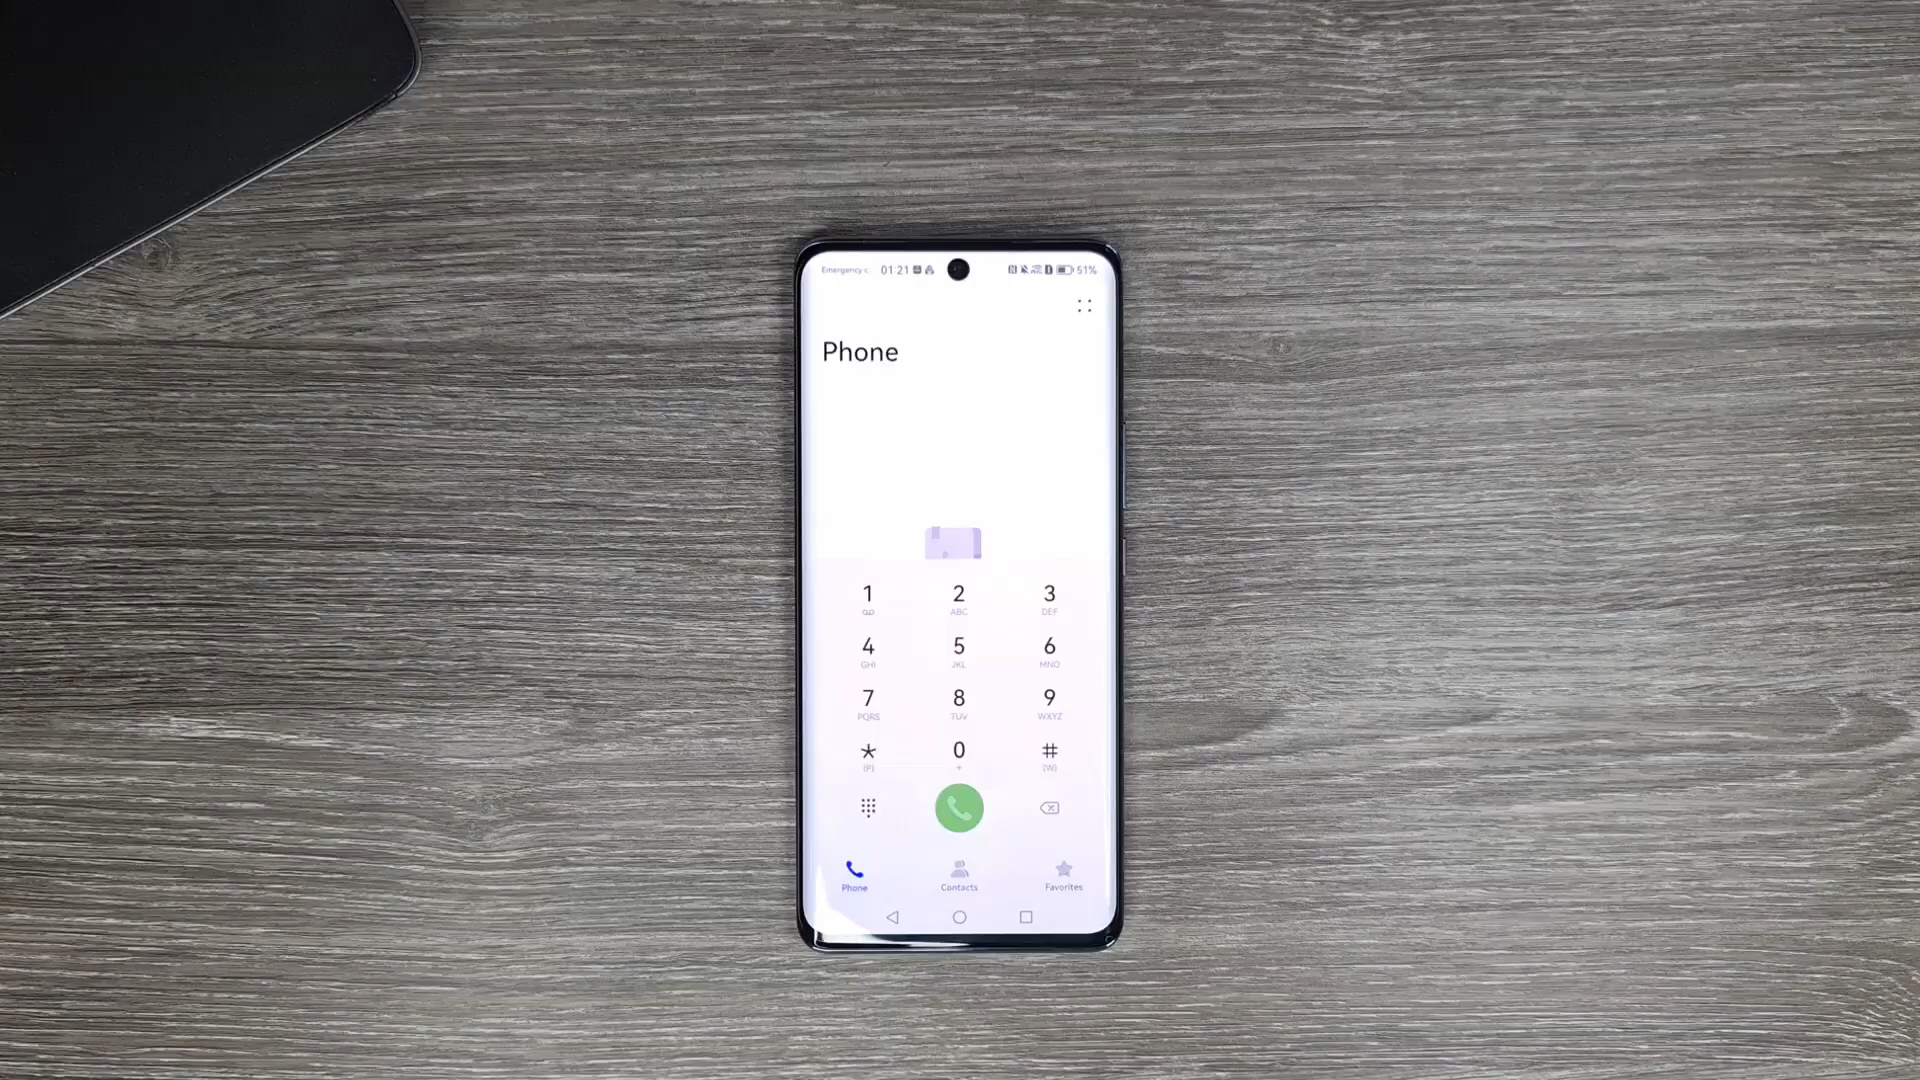 Emergency c... 01:21 51%
Phone
1 2 3
ABC DEF
4 5 6
GHI JKL MNO
7 8 9
PQRS TUV WXYZ
* 0 #
(P) + (W)
Phone Contacts Favorites